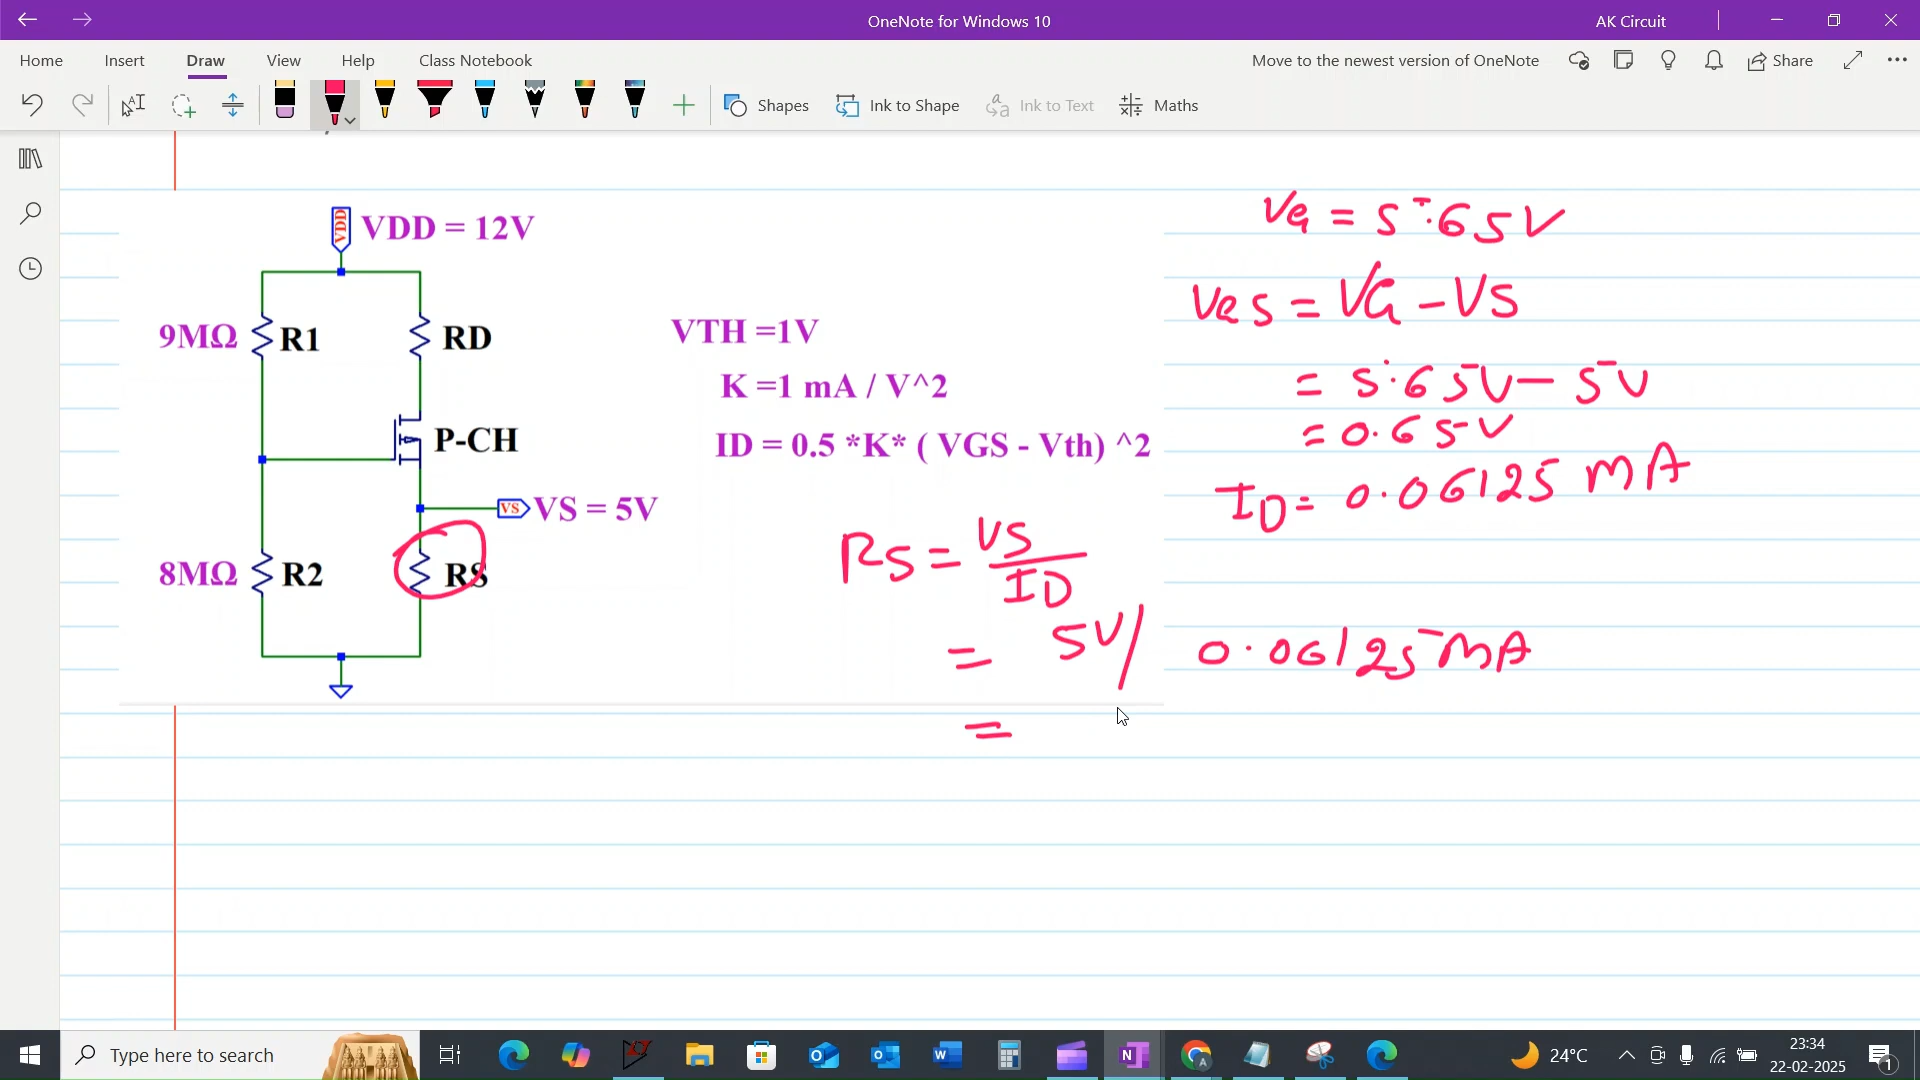 OneNote for Windows 10
AK Circuit
Home Insert Draw View Help Class Notebook
Move to the newest version of OneNote
Share
Shapes
Ink to Shape
Ink to Text
Maths
VDD
VDD = 12V
9MΩ
R1
RD
VTH =1V
K =1 mA / V^2
P-CH
ID = 0.5 *K* ( VGS - Vth) ^2
VS
VS = 5V
8MΩ
R2
RS
VG = 5.65V
VGS = VG - VS
= 5.65V - 5V
= 0.65V
ID = 0.06125 mA
RS = VS / ID
= 5V / 0.06125 mA
=
Type here to search
24°C
23:34
22-02-2025
1